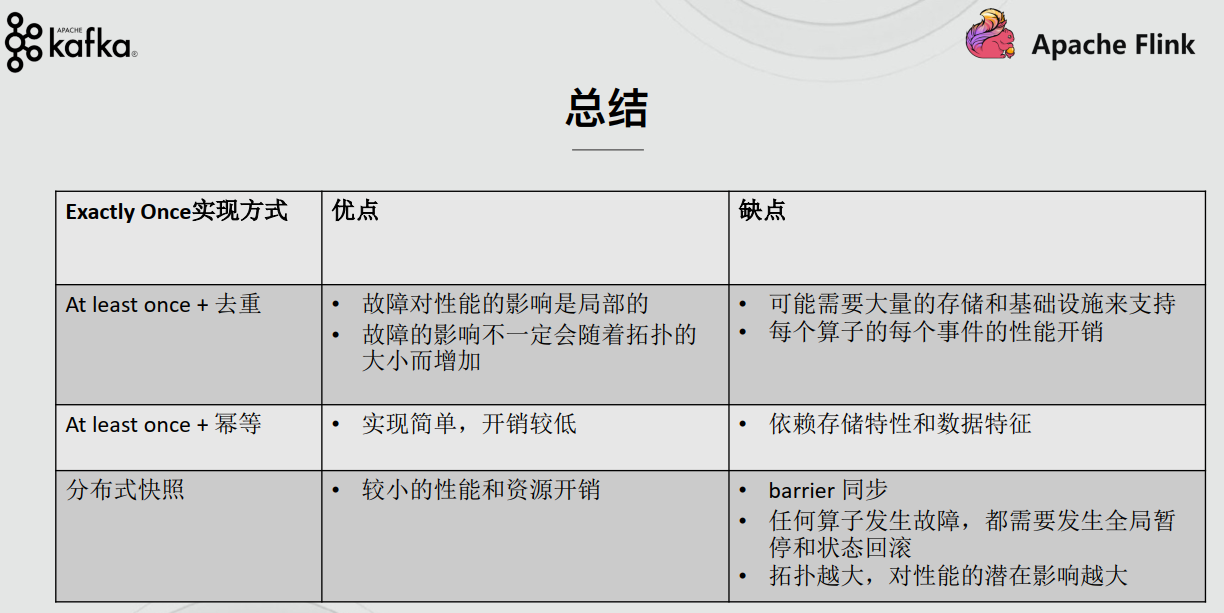 APACHE
kafka®
Apache Flink
总结
Exactly Once实现方式
优点
缺点
At least once + 去重
• 故障对性能的影响是局部的
• 故障的影响不一定会随着拓扑的
大小而增加
• 可能需要大量的存储和基础设施来支持
• 每个算子的每个事件的性能开销
At least once + 幂等
• 实现简单，开销较低
• 依赖存储特性和数据特征
分布式快照
• 较小的性能和资源开销
• barrier 同步
• 任何算子发生故障，都需要发生全局暂
停和状态回滚
• 拓扑越大，对性能的潜在影响越大